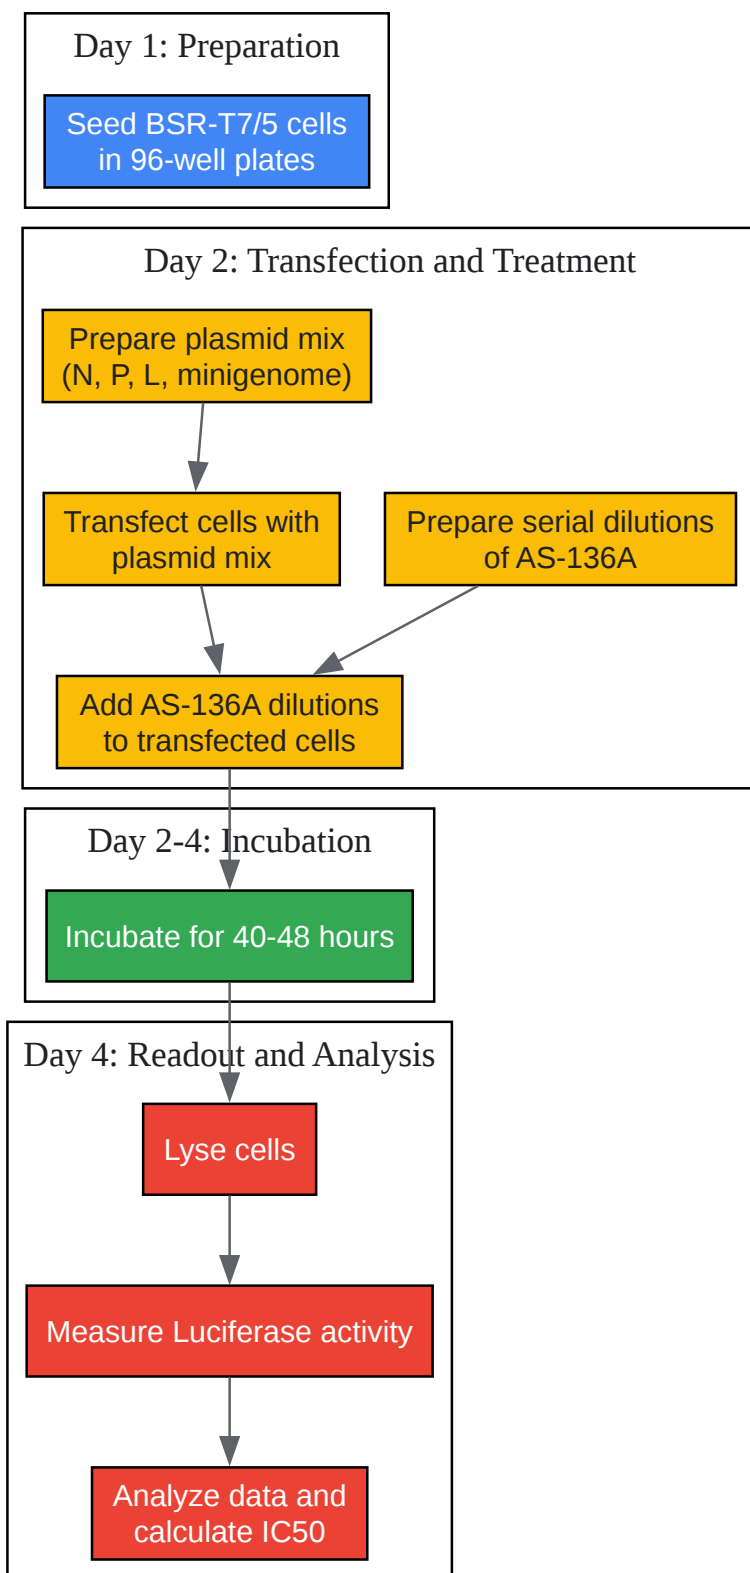 Day 1: Preparation
Seed BSR-T7/5 cells
in 96-well plates
Day 2: Transfection and Treatment
Prepare plasmid mix
(N, P, L, minigenome)
Transfect cells with
plasmid mix
Prepare serial dilutions
of AS-136A
Add AS-136A dilutions
to transfected cells
Day 2-4: Incubation
Incubate for 40-48 hours
Day 4: Readout and Analysis
Lyse cells
Measure Luciferase activity
Analyze data and
calculate IC50